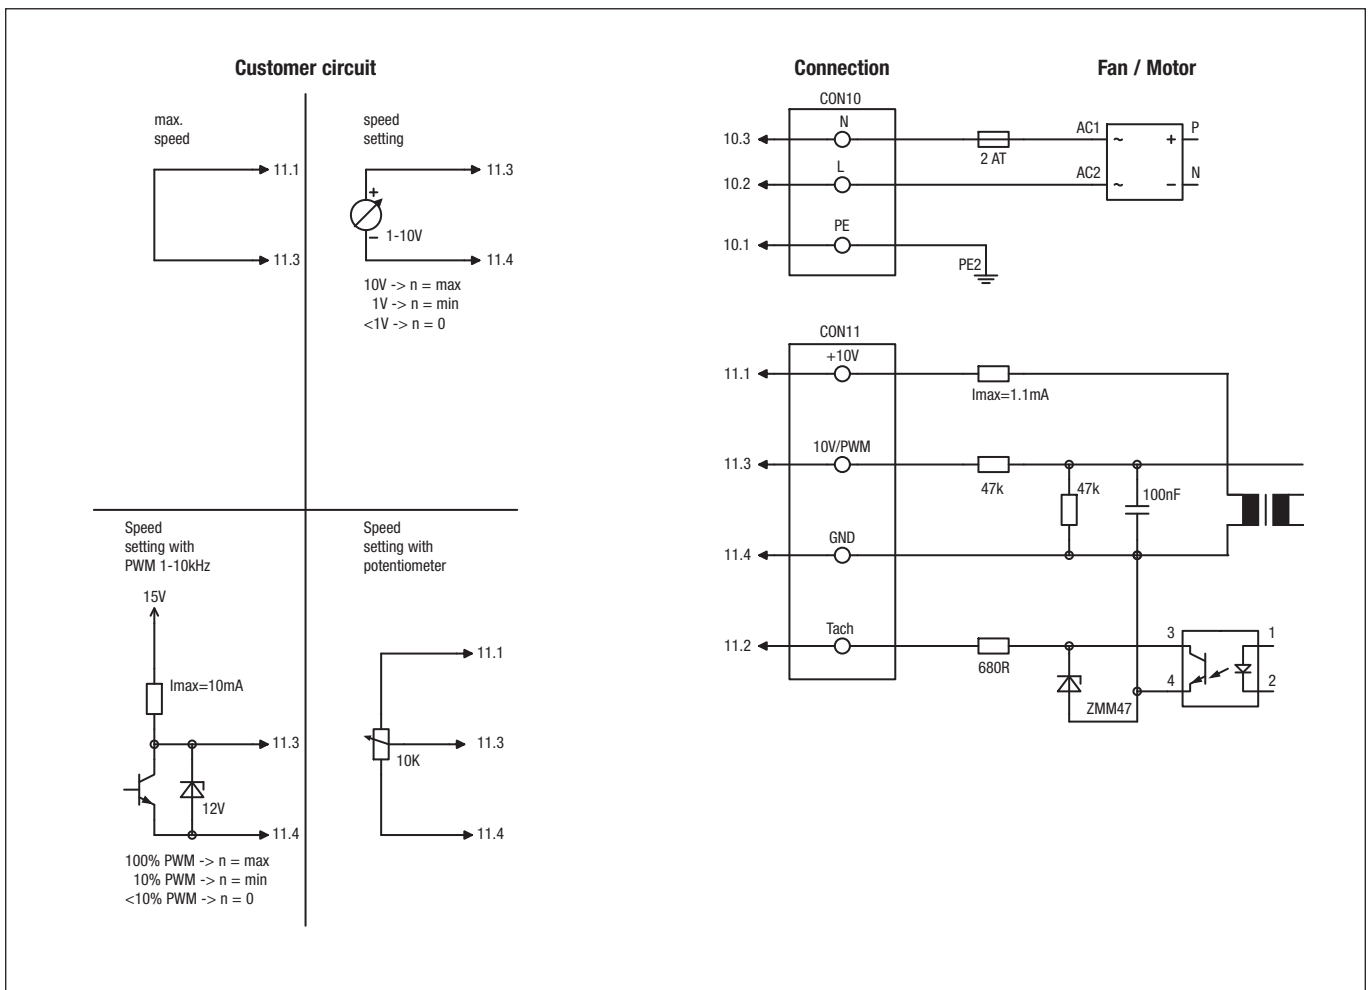 Customer circuit
Connection
Fan / Motor
max.
speed
11.1
11.3
speed
setting
11.3
+
−
1-10V
11.4
10V -> n = max
1V -> n = min
<1V -> n = 0
Speed
setting with
PWM 1-10kHz
15V
Imax=10mA
11.3
12V
11.4
100% PWM -> n = max
10% PWM -> n = min
<10% PWM -> n = 0
Speed
setting with
potentiometer
11.1
11.3
10K
11.4
CON10
N
10.3
2 AT
AC1
~
+
P
L
10.2
AC2
~
−
N
PE
10.1
PE2
CON11
+10V
11.1
Imax=1.1mA
10V/PWM
11.3
47k
47k
100nF
GND
11.4
Tach
11.2
680R
ZMM47
3
1
4
2